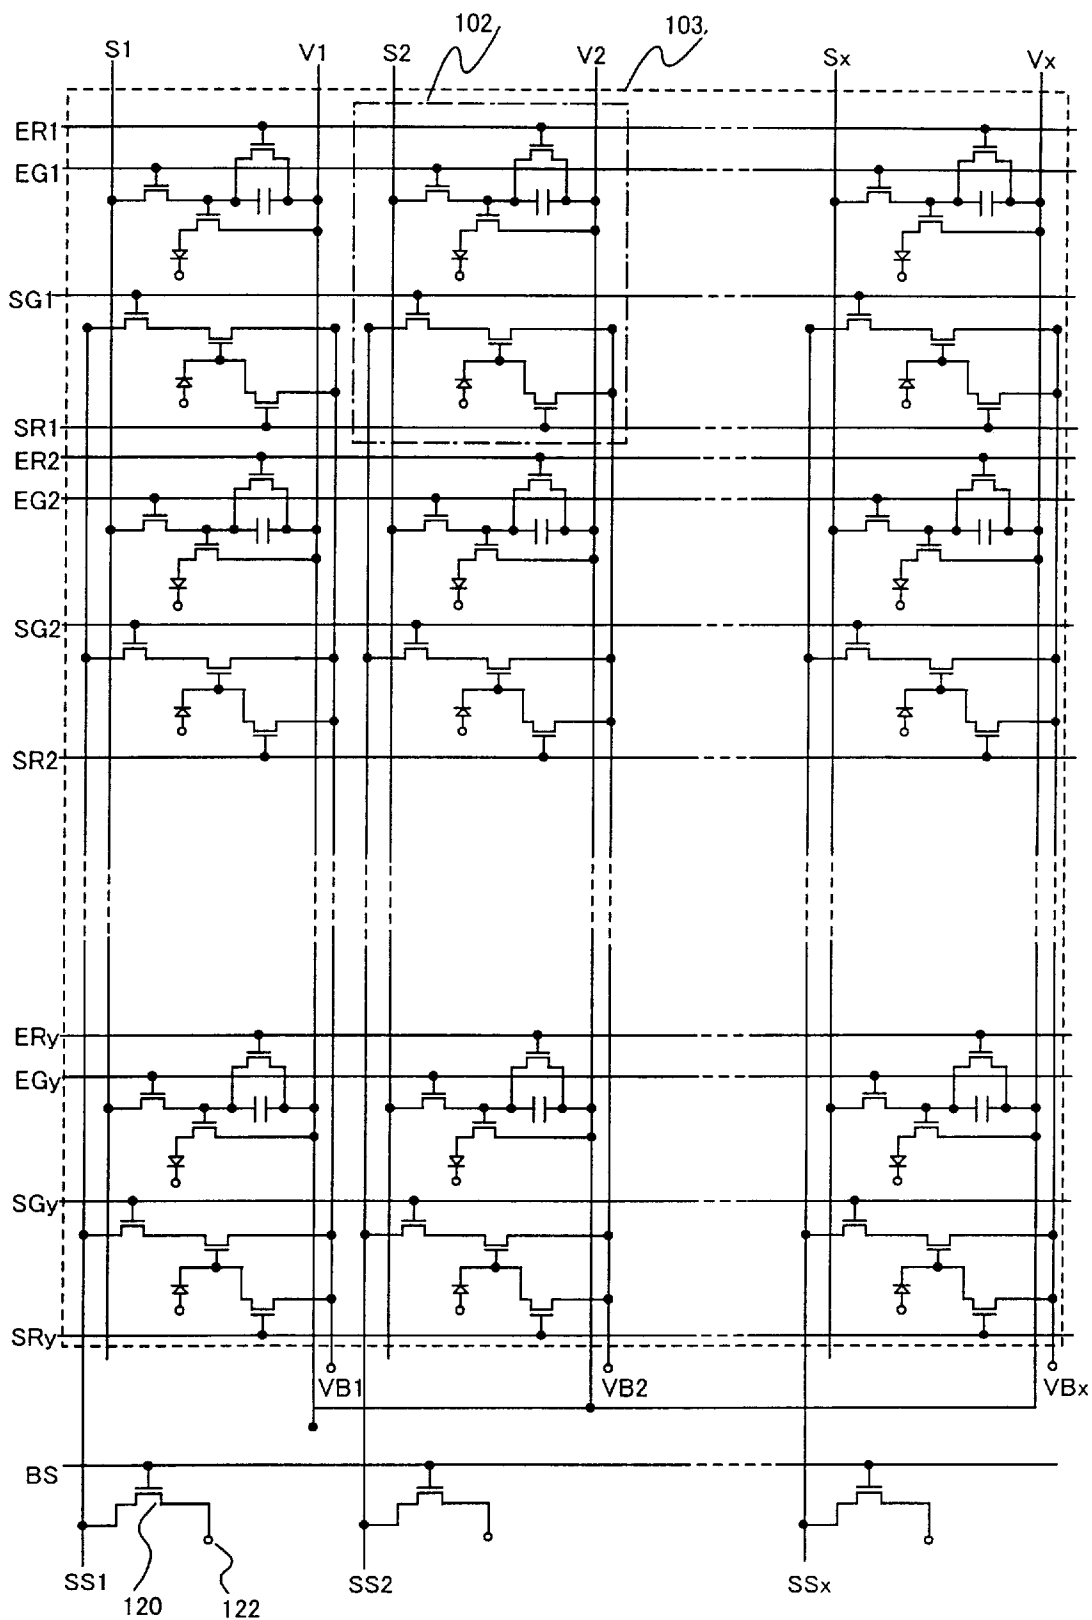 102
103
S1 V1 S2 V2 Sx Vx
ER1
EG1
SG1
SR1
ER2
EG2
SG2
SR2
ERy
EGy
SGy
SRy
VB1 VB2 VBx
BS
SS1 SS2 SSx
120 122